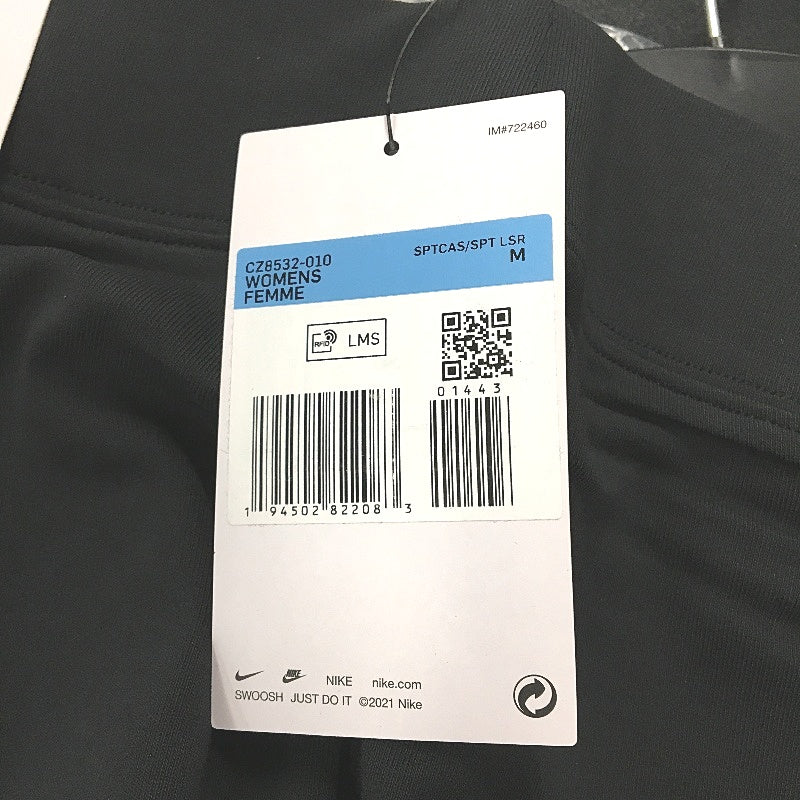 IM#722460
CZ8532-010
SPTCAS/SPT LSR
WOMENS
M
FEMME
RFID LMS
01443
1 94502 82208 3
NIKE
NIKE nike.com
SWOOSH JUST DO IT ©2021 Nike